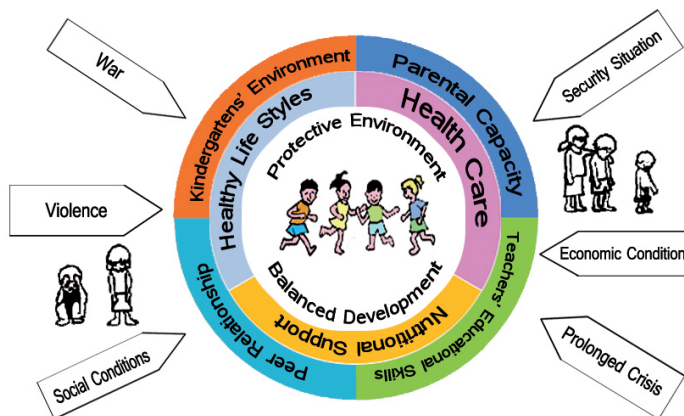 War
Violence
Social Conditions
Kindergartens' Environment
Parental Capacity
Healthy Life Styles
Health Care
Protective Environment
Balanced Development
Nutritional Support
Peer Relationship
Teachers' Educational Skills
Security Situation
Economic Condition
Prolonged Crisis